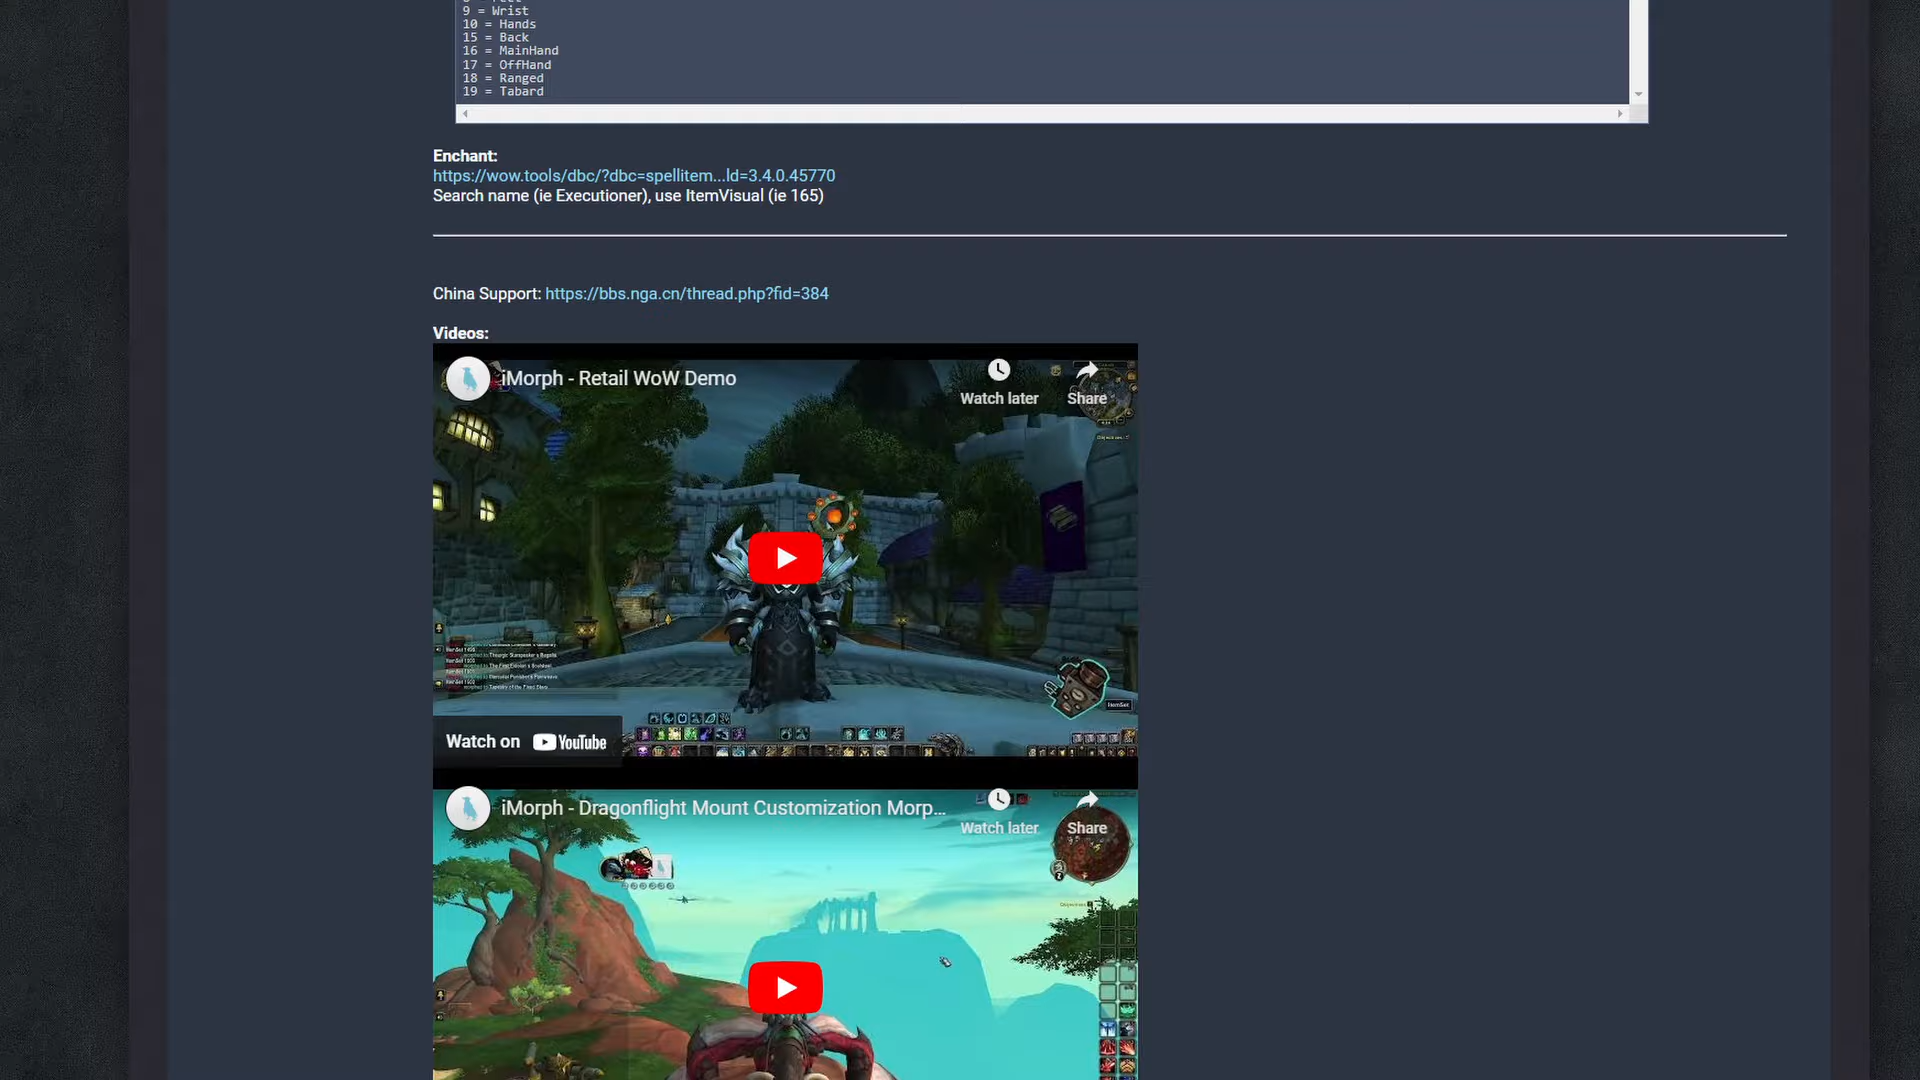 9 = Wrist
10 = Hands
15 = Back
16 = MainHand
17 = OffHand
18 = Ranged
19 = Tabard
Enchant:
https://wow.tools/dbc/?dbc=spellitem...ld=3.4.0.45770
Search name (ie Executioner), use ItemVisual (ie 165)
China Support: https://bbs.nga.cn/thread.php?fid=384
Videos:
iMorph - Retail WoW Demo
Watch later
Share
Watch on YouTube
iMorph - Dragonflight Mount Customization Morp...
Watch later
Share